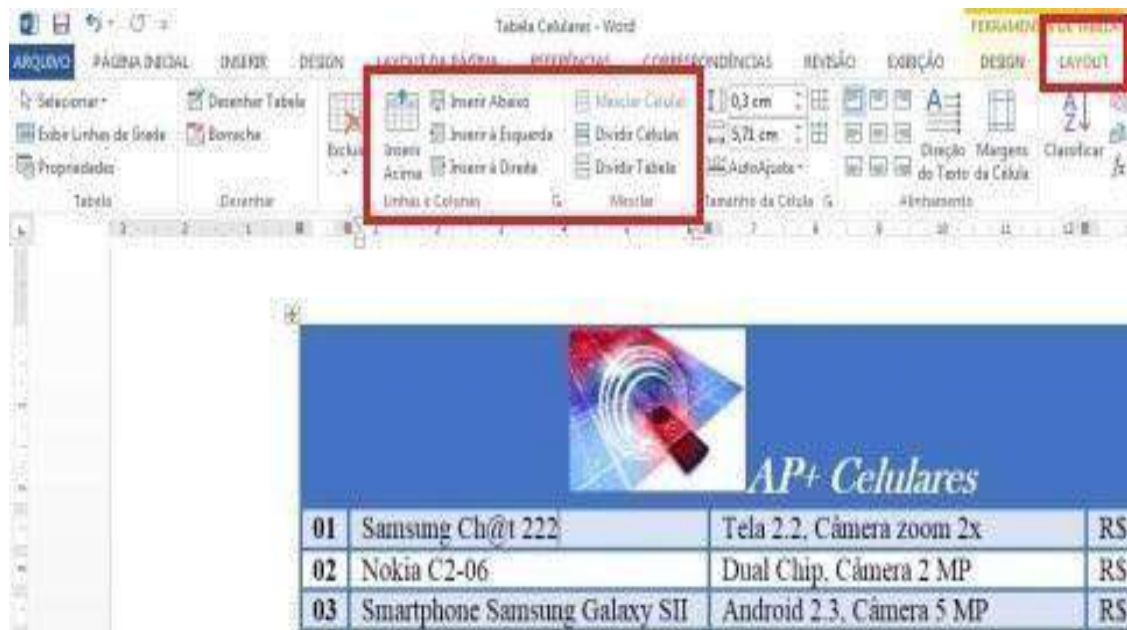 Tabela Celulares - Word
FERRAMENTAS DE TABELA
ARQUIVO PÁGINA INICIAL INSERIR DESIGN LAYOUT DA PÁGINA REFERÊNCIAS CORRESPONDÊNCIAS REVISÃO EXIBIÇÃO DESIGN LAYOUT
Selecionar
Exibir Linhas de Grade
Propriedades
Tabela
Desenhar Tabela
Borracha
Desenhar
Excluir
Inserir Acima
Inserir Abaixo
Inserir à Esquerda
Inserir à Direita
Linhas e Colunas
Mesclar Células
Dividir Células
Dividir Tabela
Mesclar
0,3 cm
5,71 cm
AutoAjuste
Tamanho da Célula
Direção do Texto
Margens da Célula
Alinhamento
Classificar
AP+ Celulares
01 Samsung Ch@t 222 Tela 2.2, Câmera zoom 2x R$
02 Nokia C2-06 Dual Chip, Câmera 2 MP R$
03 Smartphone Samsung Galaxy SII Android 2.3, Câmera 5 MP R$